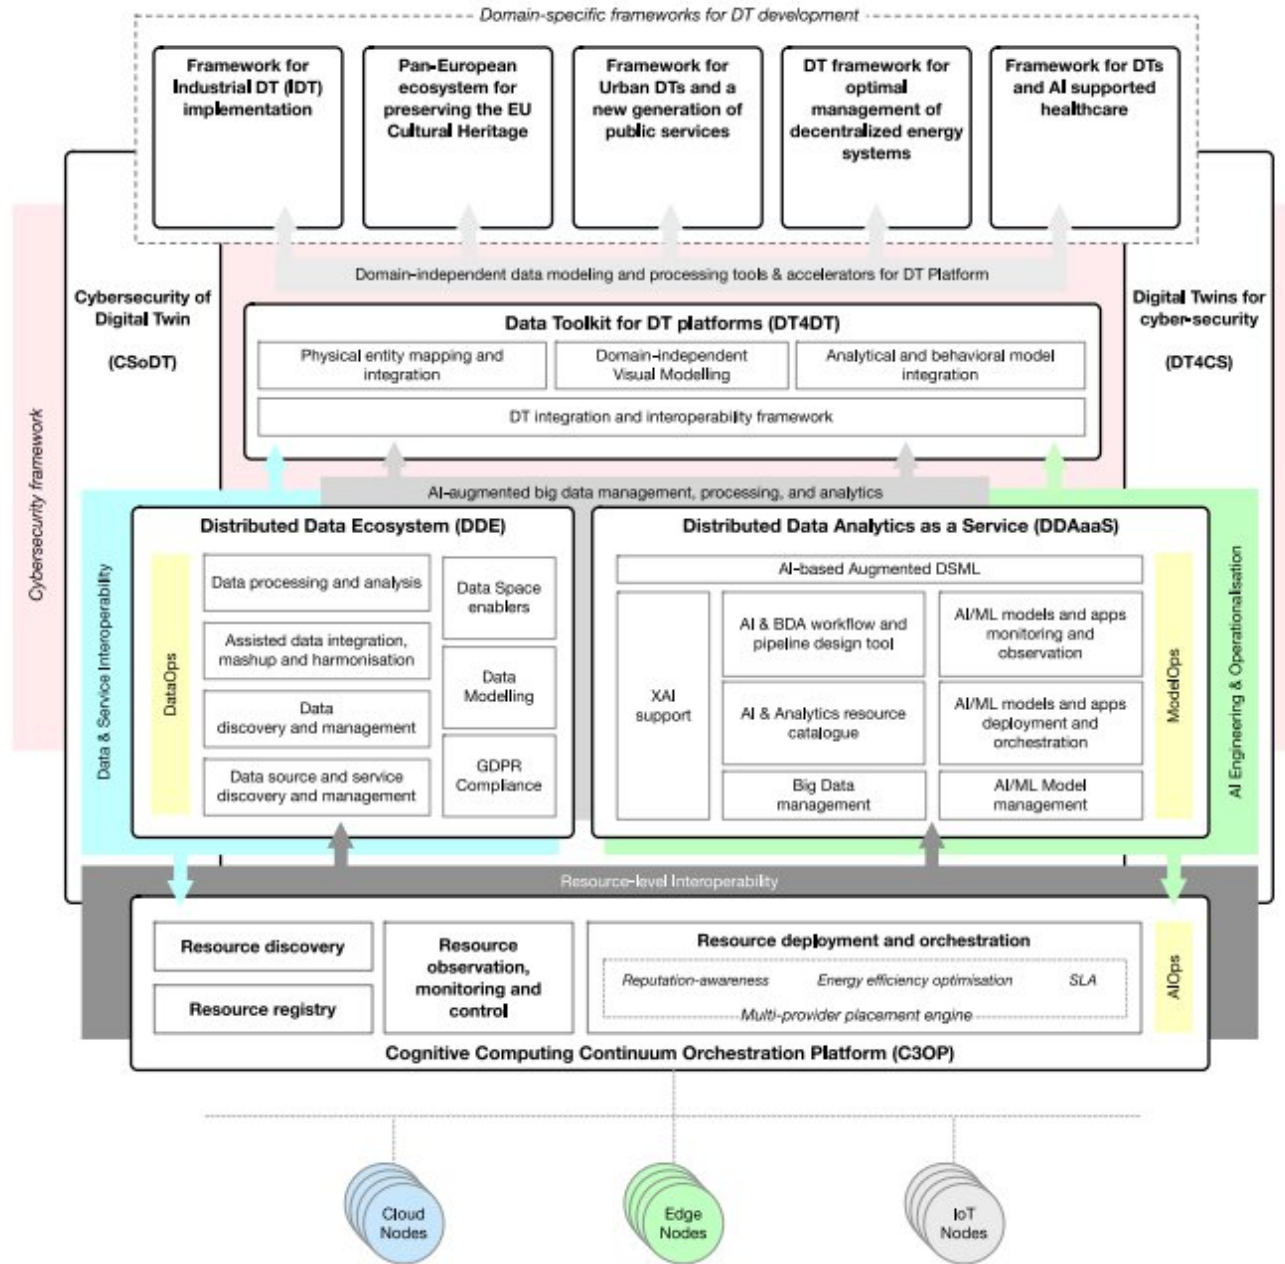 Domain-specific frameworks for DT development
Framework for
Industrial DT (IDT)
implementation
Pan-European
ecosystem for
preserving the EU
Cultural Heritage
Framework for
Urban DTs and a
new generation of
public services
DT framework for
optimal
management of
decentralized energy
systems
Framework for DTs
and AI supported
healthcare
Domain-independent data modeling and processing tools & accelerators for DT Platform
Cybersecurity framework
Cybersecurity of
Digital Twin
(CSoDT)
Digital Twins for
cyber-security
(DT4CS)
Data Toolkit for DT platforms (DT4DT)
Physical entity mapping and
integration
Domain-independent
Visual Modelling
Analytical and behavioral model
integration
DT integration and interoperability framework
AI-augmented big data management, processing, and analytics
Data & Service Interoperability
Distributed Data Ecosystem (DDE)
DataOps
Data processing and analysis
Assisted data integration,
mashup and harmonisation
Data
discovery and management
Data source and service
discovery and management
Data Space
enablers
Data
Modelling
GDPR
Compliance
Distributed Data Analytics as a Service (DDAaaS)
AI-based Augmented DSML
XAI
support
AI & BDA workflow and
pipeline design tool
AI & Analytics resource
catalogue
Big Data
management
AI/ML models and apps
monitoring and
observation
AI/ML models and apps
deployment and
orchestration
AI/ML Model
management
ModelOps
AI Engineering & Operationalisation
Resource-level Interoperability
Resource discovery
Resource registry
Resource
observation,
monitoring and
control
Resource deployment and orchestration
Reputation-awareness
Energy efficiency optimisation
SLA
Multi-provider placement engine
AIOps
Cognitive Computing Continuum Orchestration Platform (C3OP)
Cloud
Nodes
Edge
Nodes
IoT
Nodes